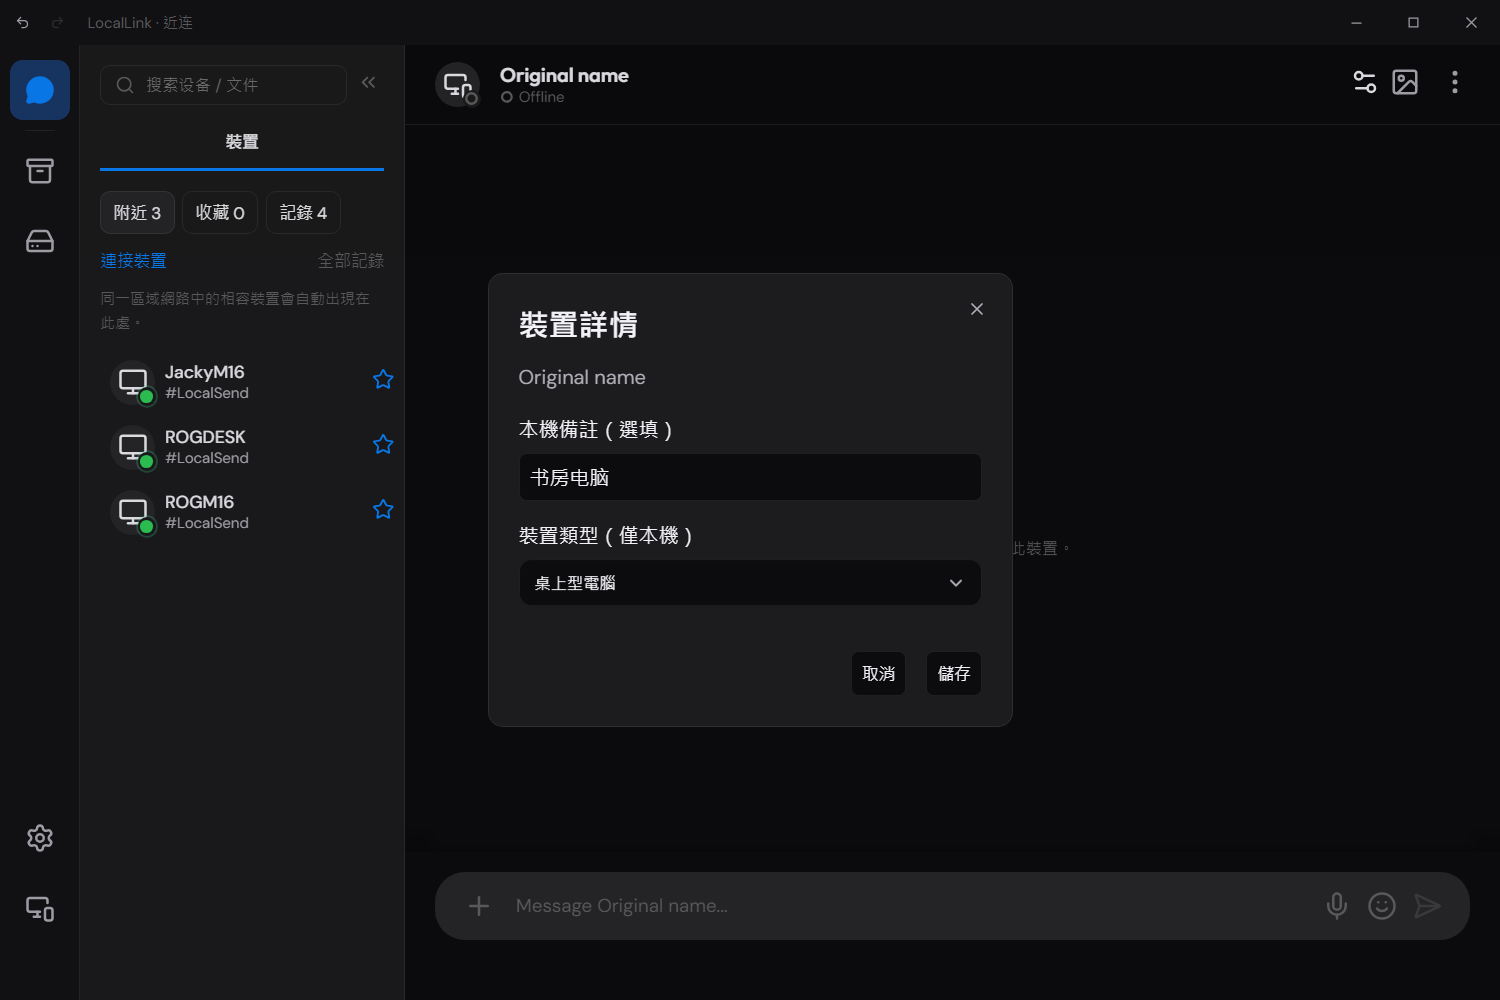 LocalLink · 近连
搜索设备 / 文件
裝置
附近 3
收藏 0
記錄 4
連接裝置
全部記錄
同一區域網路中的相容裝置會自動出現在
此處。
JackyM16
#LocalSend
ROGDESK
#LocalSend
ROGM16
#LocalSend
Original name
Offline
裝置詳情
Original name
本機備註（選填）
书房电脑
裝置類型（僅本機）
桌上型電腦
取消
儲存
此裝置。
Message Original name...